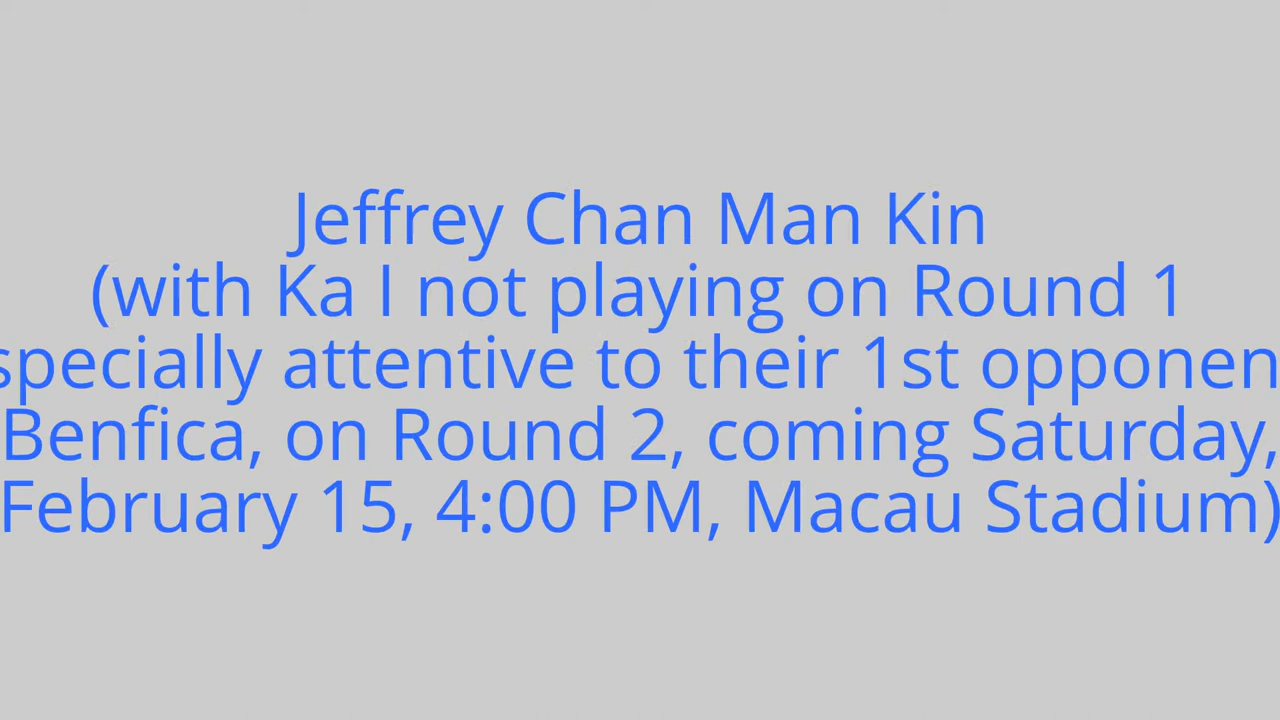 Jeffrey Chan Man Kin
(with Ka I not playing on Round 1
specially attentive to their 1st opponen
Benfica, on Round 2, coming Saturday,
February 15, 4:00 PM, Macau Stadium)